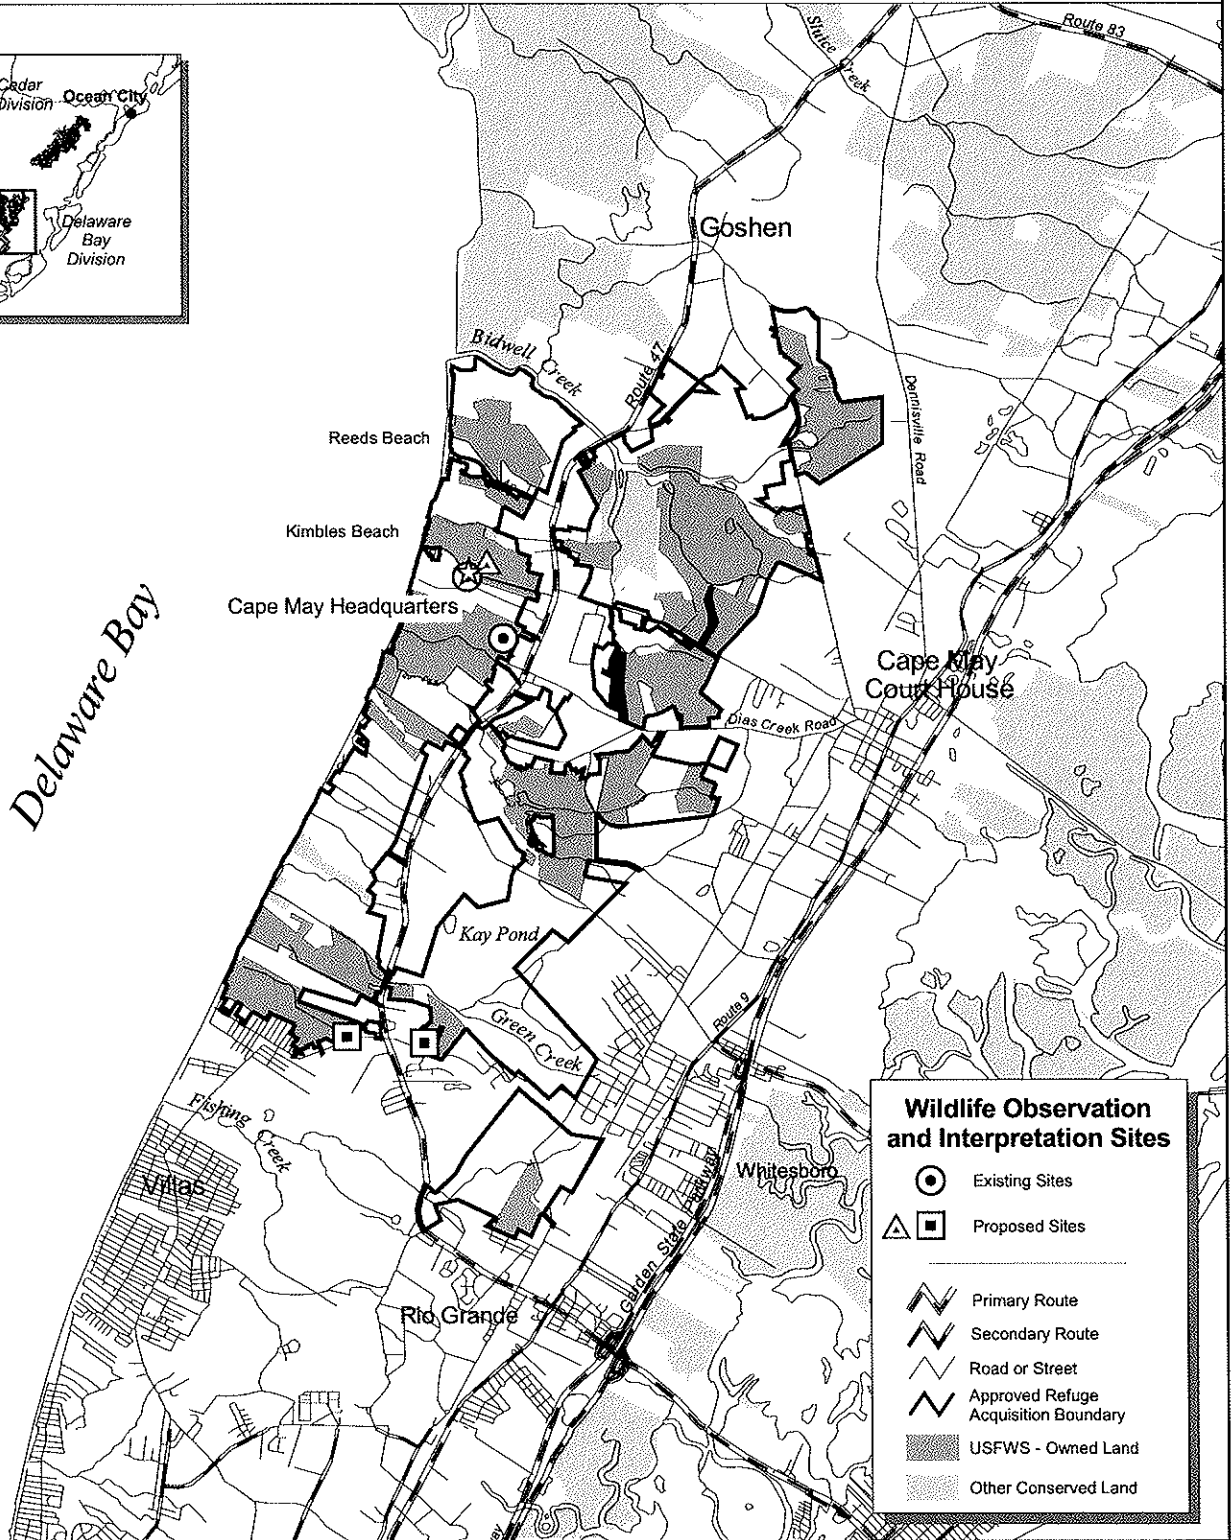 Sluice Creek
Route 83
Cedar
Division
Ocean City
Delaware
Bay
Division
Goshen
Bidwell Creek
Route 47
Reeds Beach
Dennisville Road
Kimbles Beach
Cape May Headquarters
Delaware Bay
Cape May
Court House
Dias Creek Road
Kay Pond
Green Creek
Route 9
Fishing Creek
Villas
Whitesboro
Garden State Parkway
Rio Grande
Wildlife Observation
and Interpretation Sites
Existing Sites
Proposed Sites
Primary Route
Secondary Route
Road or Street
Approved Refuge
Acquisition Boundary
USFWS - Owned Land
Other Conserved Land